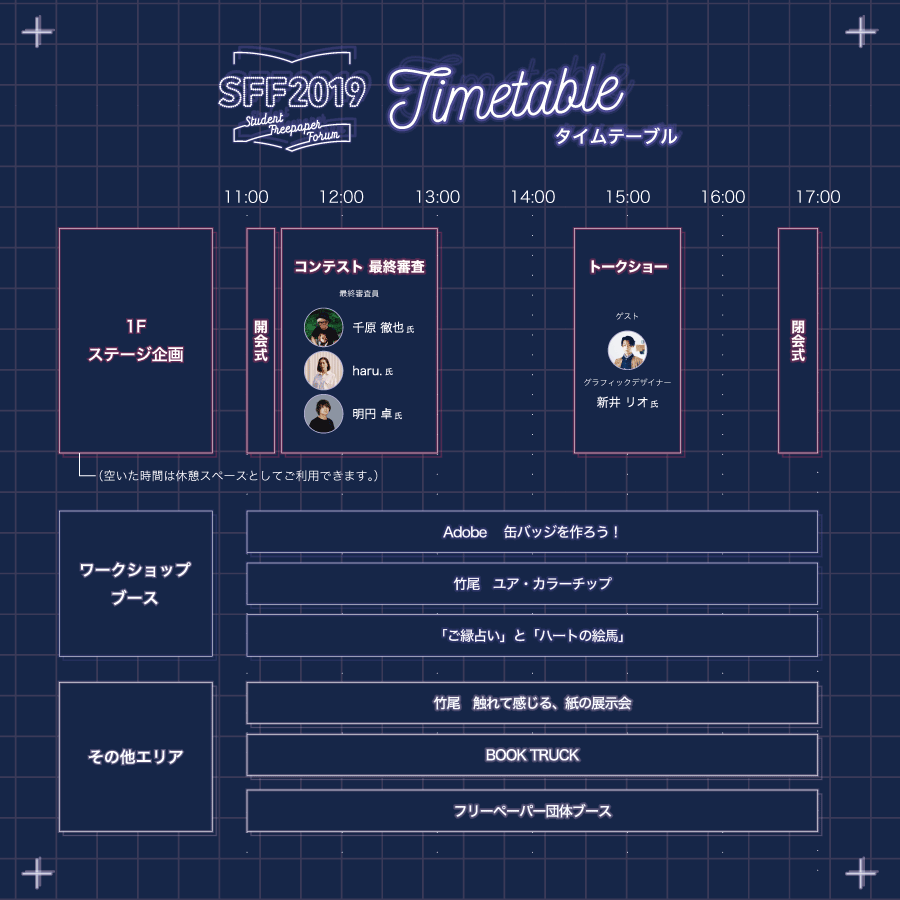 SFF2019
Student
Freepaper
Forum
Timetable
タイムテーブル
11:00 12:00 13:00 14:00 15:00 16:00 17:00
1F
ステージ企画
開会式
コンテスト 最終審査
最終審査員
千原 徹也 氏
haru. 氏
明円 卓 氏
トークショー
ゲスト
グラフィックデザイナー
新井 リオ 氏
閉会式
(空いた時間は休憩スペースとしてご利用できます。)
ワークショップ
ブース
Adobe 缶バッジを作ろう！
竹尾 ユア・カラーチップ
「ご縁占い」と「ハートの絵馬」
その他エリア
竹尾 触れて感じる、紙の展示会
BOOK TRUCK
フリーペーパー団体ブース